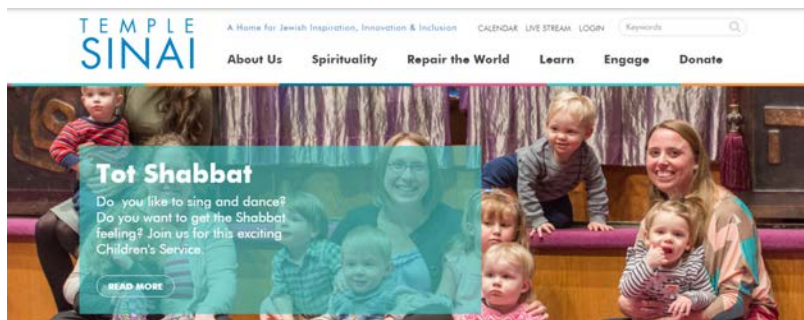 TEMPLE
SINAI
A Home for Jewish Inspiration, Innovation & Inclusion
CALENDAR LIVE STREAM LOGIN
Keywords
About Us Spirituality Repair the World Learn Engage Donate
Tot Shabbat
Do you like to sing and dance?
Do you want to get the Shabbat
feeling? Join us for this exciting
Children's Service.
READ MORE